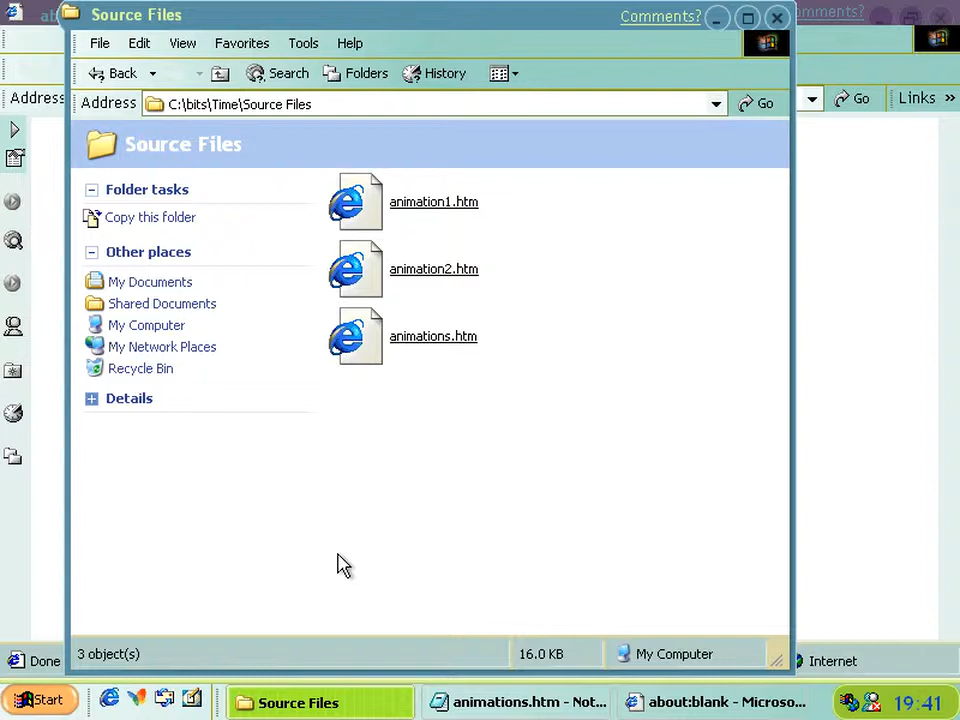 Source Files
Comments?
File Edit View Favorites Tools Help
Back Search Folders History
Address C:\bits\Time\Source Files Go
Address Go Links »
Source Files
Folder tasks
Copy this folder
Other places
My Documents
Shared Documents
My Computer
My Network Places
Recycle Bin
Details
animation1.htm
animation2.htm
animations.htm
3 object(s) 16.0 KB My Computer
Done Internet
Start Source Files animations.htm - Not... about:blank - Microso... 19:41